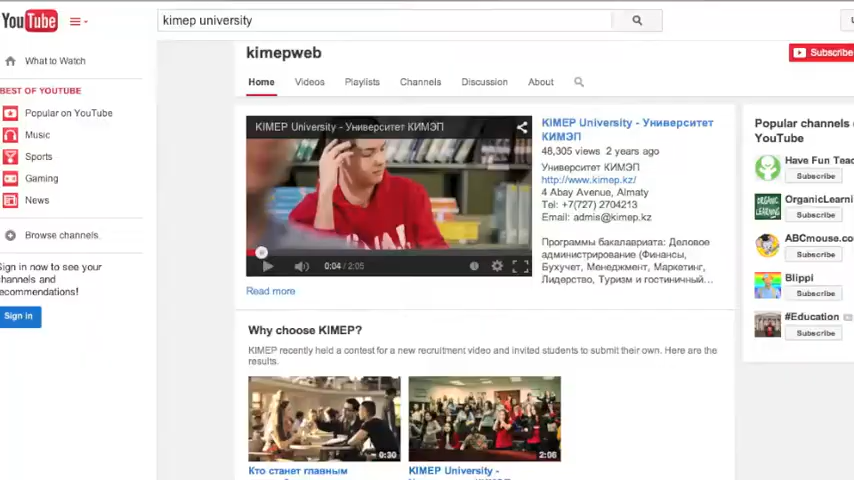 YouTube
kimep university
What to Watch
BEST OF YOUTUBE
Popular on YouTube
Music
Sports
Gaming
News
Browse channels
Sign in now to see your
channels and
recommendations!
Sign in
kimepweb
Subscribe
Home Videos Playlists Channels Discussion About
KIMEP University - Университет КИМЭП
0:04 / 2:05
Read more
KIMEP University - Университет
КИМЭП
48,305 views 2 years ago
Университет КИМЭП
http://www.kimep.kz/
4 Abay Avenue, Almaty
Tel: +7(727) 2704213
Email: admis@kimep.kz
Программы бакалавриата: Деловое
администрирование (Финансы,
Бухучет, Менеджмент, Маркетинг,
Лидерство, Туризм и гостиничный...
Why choose KIMEP?
KIMEP recently held a contest for a new recruitment video and invited students to submit their own. Here are the
results.
0:30
2:06
Кто станет главным
KIMEP University -
Popular channels
YouTube
Have Fun Teac
Subscribe
OrganicLearni
ORGANIC
LEARNING
Subscribe
ABCmouse.co
Subscribe
Blippi
Subscribe
#Education
Subscribe